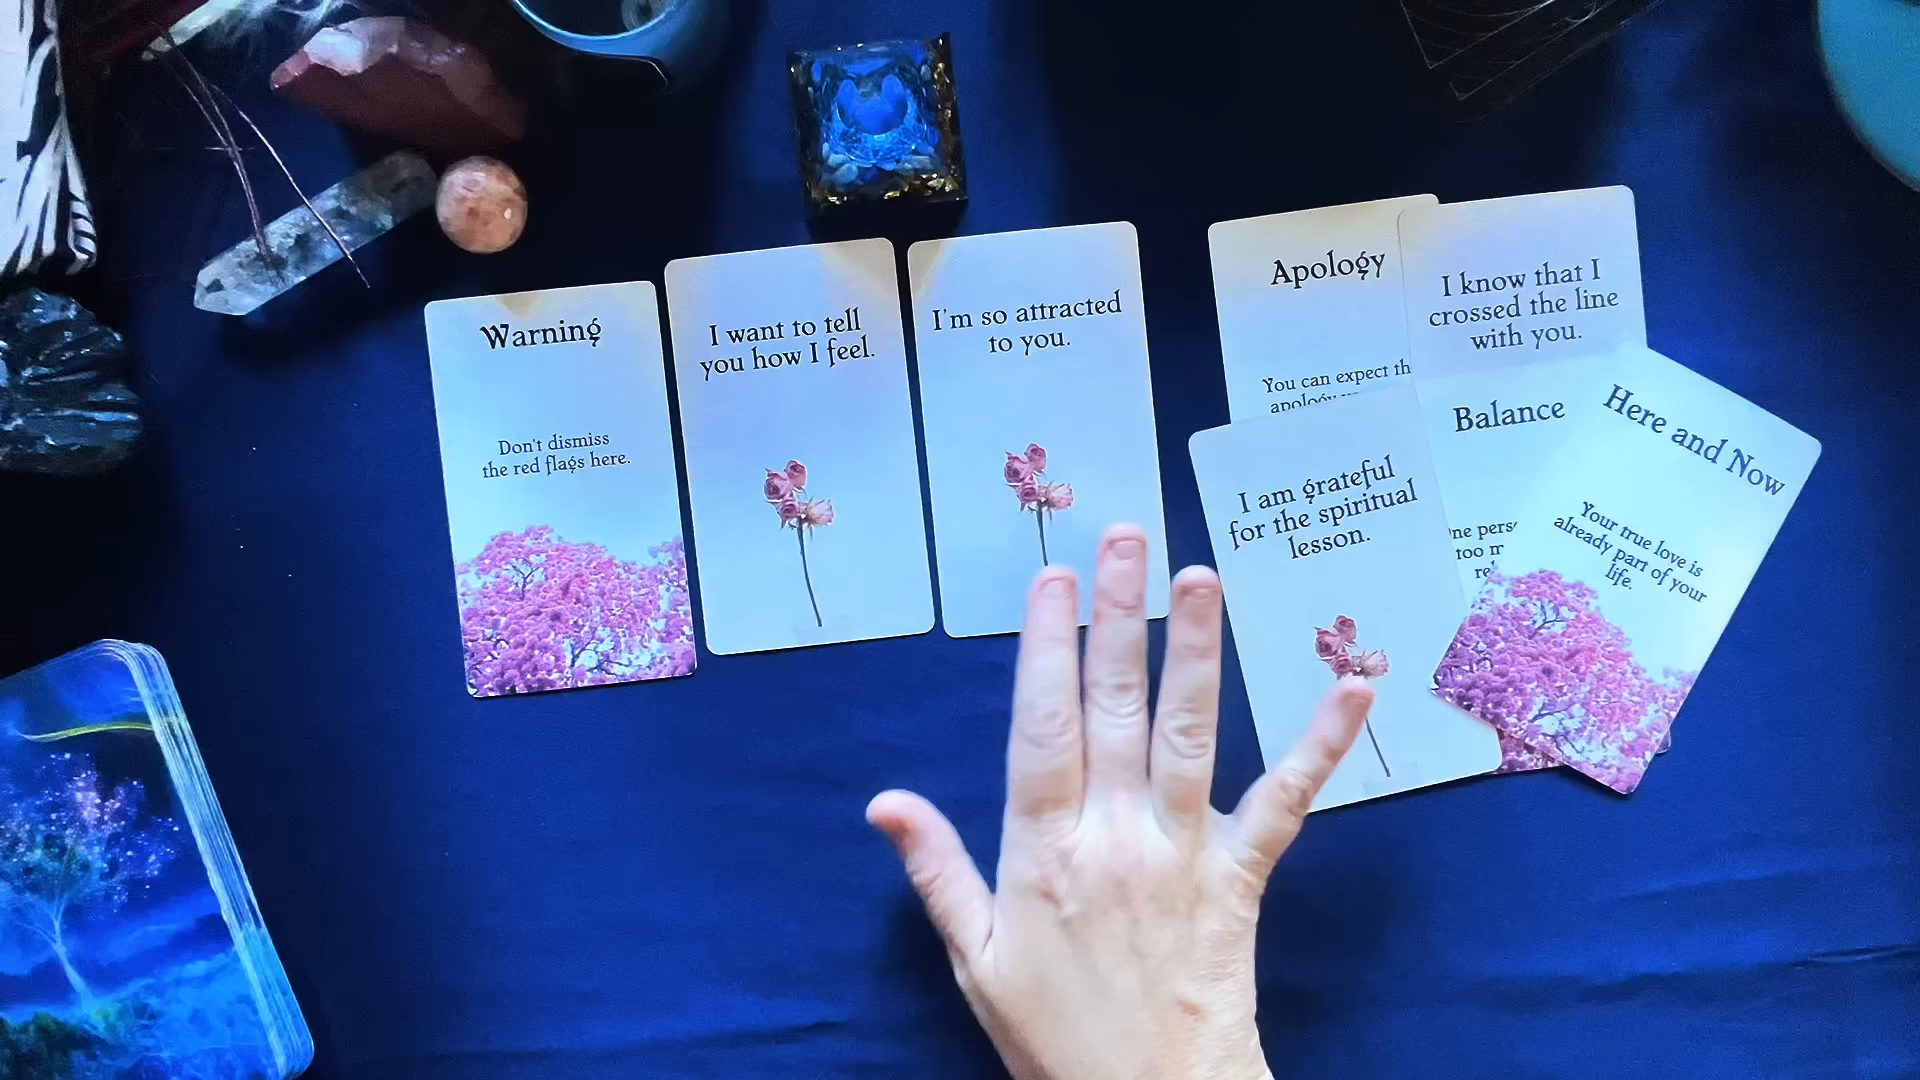 Warning
Don't dismiss
the red flags here.
I want to tell
you how I feel.
I'm so attracted
to you.
Apology
You can expect
apology
I know that I
crossed the line
with you.
I am grateful
for the spiritual
lesson.
Balance
too
Here and Now
Your true love is
already part of your
life.